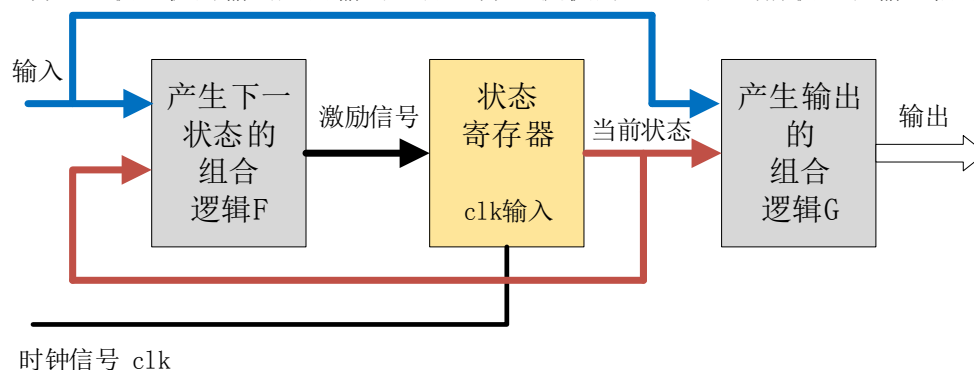 输入
产生下一
状态的
组合
逻辑F
激励信号
状态
寄存器
clk输入
当前状态
产生输出
的
组合
逻辑G
输出
时钟信号 clk